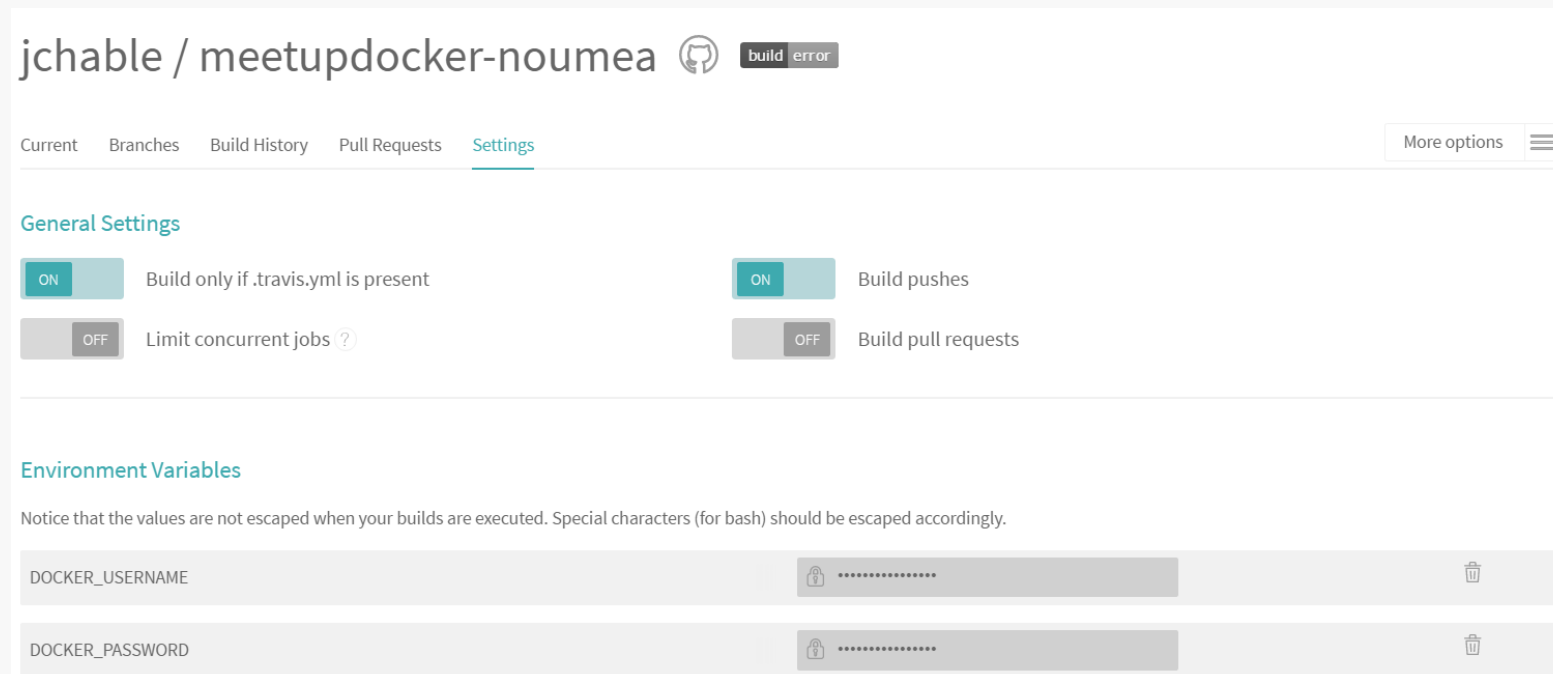 jchable / meetupdocker-noumea build error
Current Branches Build History Pull Requests Settings More options
General Settings
ON Build only if .travis.yml is present ON Build pushes
OFF Limit concurrent jobs ? OFF Build pull requests
Environment Variables
Notice that the values are not escaped when your builds are executed. Special characters (for bash) should be escaped accordingly.
DOCKER_USERNAME ••••••••••••••••
DOCKER_PASSWORD ••••••••••••••••